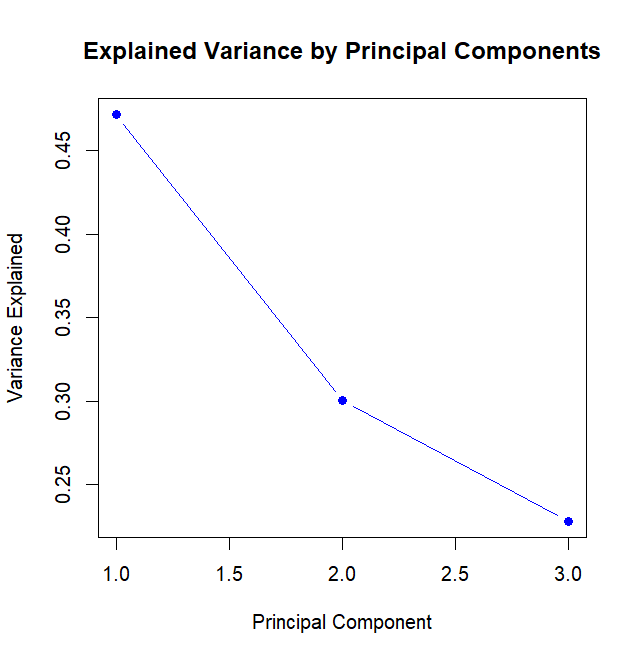 Explained Variance by Principal Components
Variance Explained
0.45
0.40
0.35
0.30
0.25
1.0 1.5 2.0 2.5 3.0
Principal Component